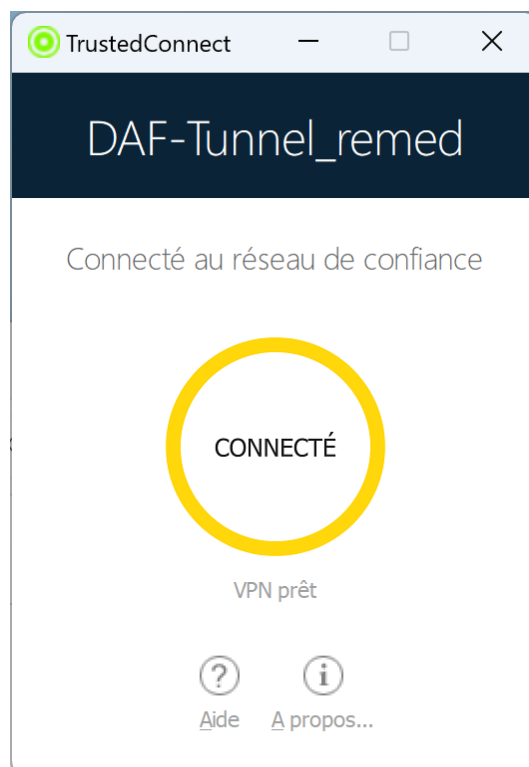 TrustedConnect
DAF-Tunnel_remed
Connecté au réseau de confiance
CONNECTÉ
VPN prêt
Aide A propos...